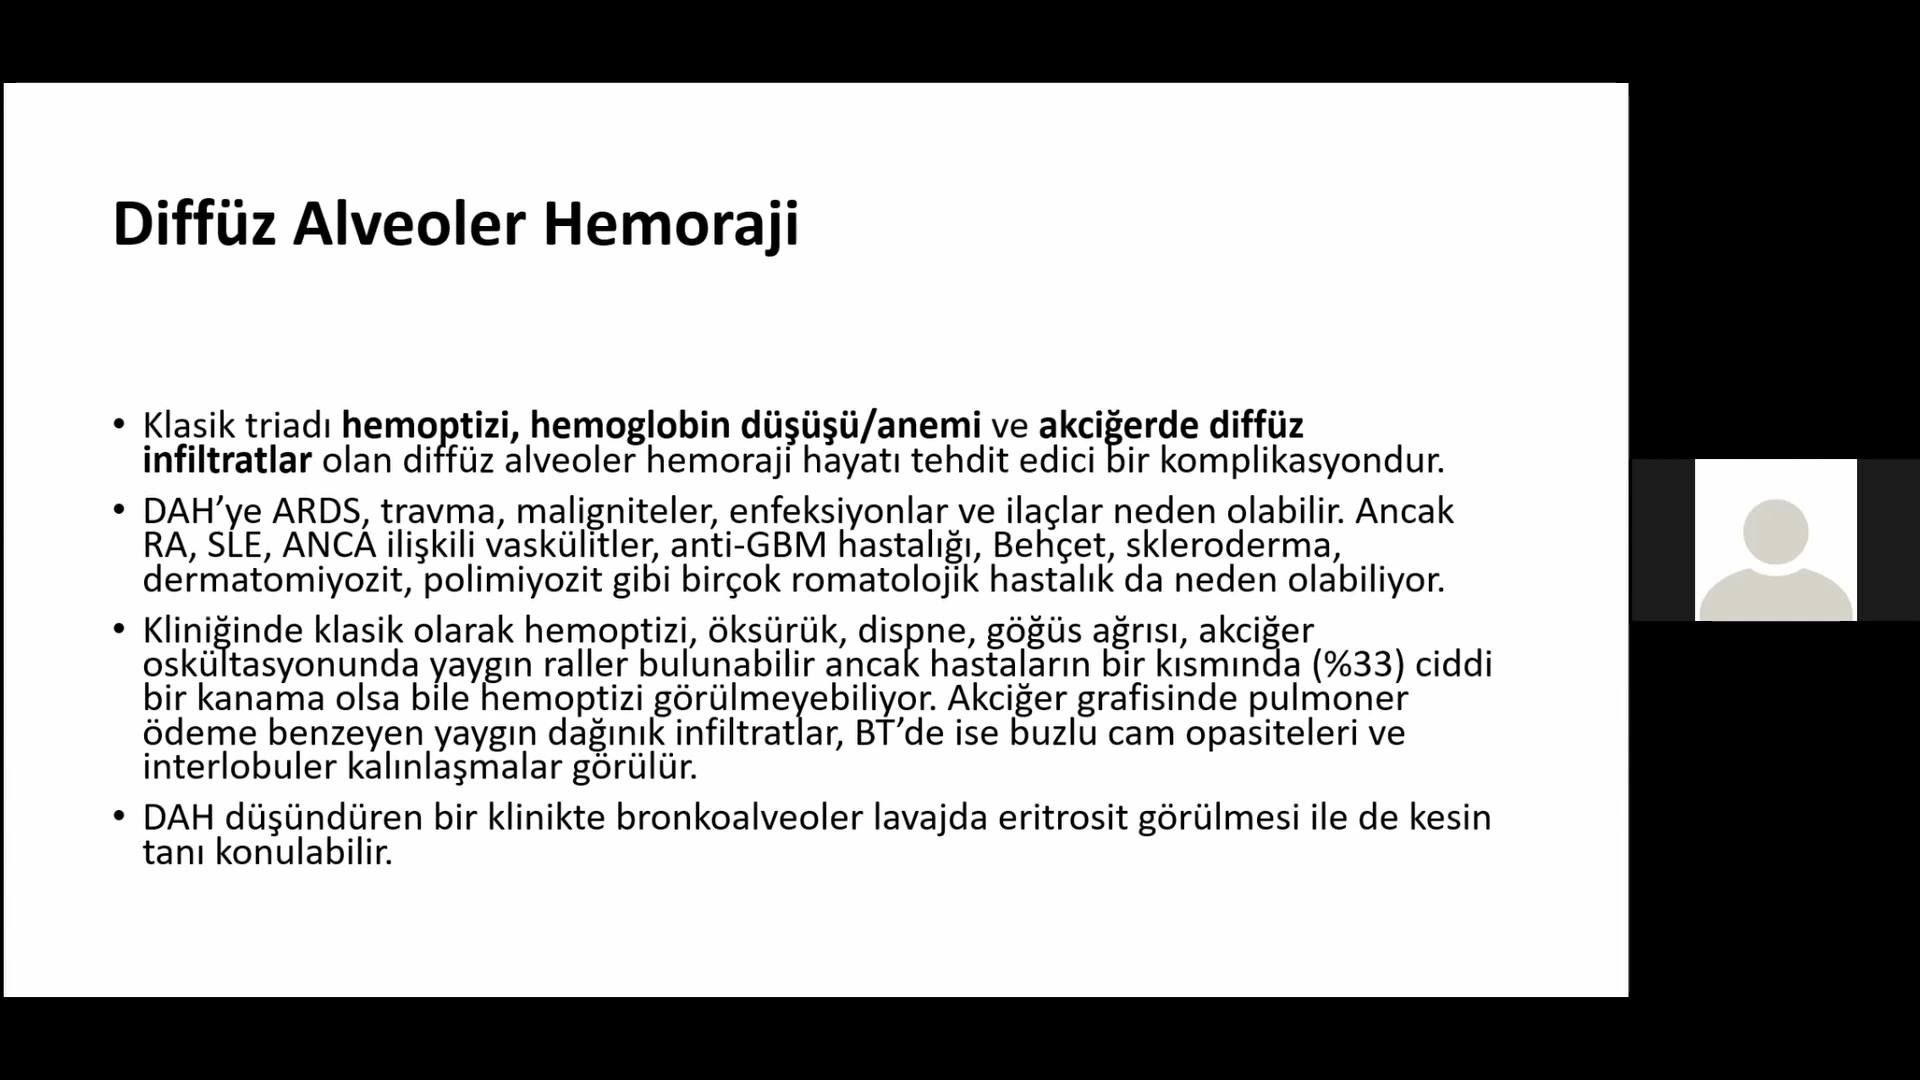 Diffüz Alveoler Hemoraji
• Klasik triadı hemoptizi, hemoglobin düşüşü/anemi ve akciğerde diffüz
infiltratlar olan diffüz alveoler hemoraji hayatı tehdit edici bir komplikasyondur.
• DAH’ye ARDS, travma, maligniteler, enfeksiyonlar ve ilaçlar neden olabilir. Ancak
RA, SLE, ANCA ilişkili vaskülitler, anti-GBM hastalığı, Behçet, skleroderma,
dermatomiyozit, polimiyozit gibi birçok romatolojik hastalık da neden olabiliyor.
• Kliniğinde klasik olarak hemoptizi, öksürük, dispne, göğüs ağrısı, akciğer
oskültasyonunda yaygın raller bulunabilir ancak hastaların bir kısmında (%33) ciddi
bir kanama olsa bile hemoptizi görülmeyebiliyor. Akciğer grafisinde pulmoner
ödeme benzeyen yaygın dağınık infiltratlar, BT’de ise buzlu cam opasiteleri ve
interlobuler kalınlaşmalar görülür.
• DAH düşündüren bir klinikte bronkoalveoler lavajda eritrosit görülmesi ile de kesin
tanı konulabilir.